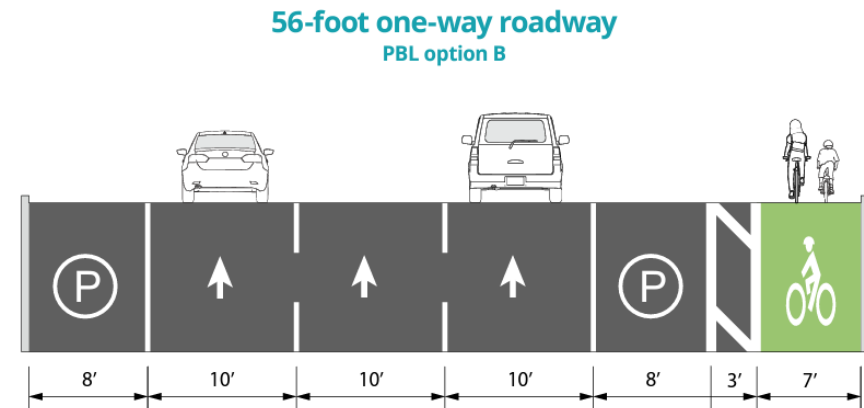 56-foot one-way roadway
PBL option B
P
P
8’ 10’ 10’ 10’ 8’ 3’ 7’